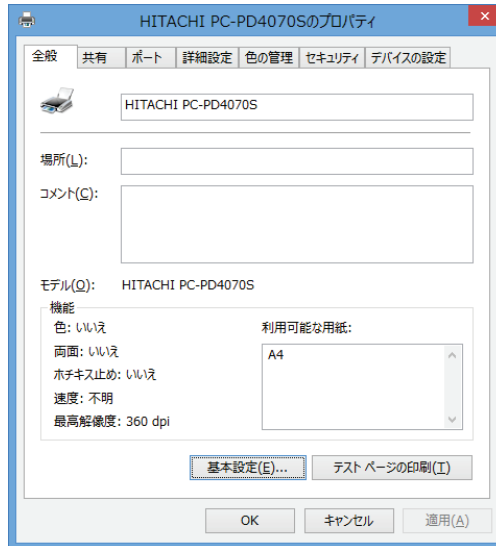 HITACHI PC-PD4070Sのプロパティ
全般 共有 ポート 詳細設定 色の管理 セキュリティ デバイスの設定
HITACHI PC-PD4070S
場所(L):
コメント(C):
モデル(O): HITACHI PC-PD4070S
機能
色: いいえ 利用可能な用紙:
両面: いいえ A4
ホチキス止め: いいえ
速度: 不明
最高解像度: 360 dpi
基本設定(E)... テスト ページの印刷(T)
OK キャンセル 適用(A)